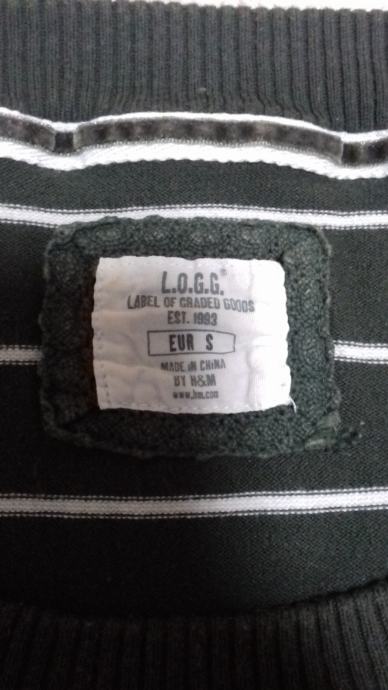 L.O.G.G.®
LABEL OF GRADED GOODS
EST. 1993
EUR S
MADE IN CHINA
BY H&M
www.hm.com